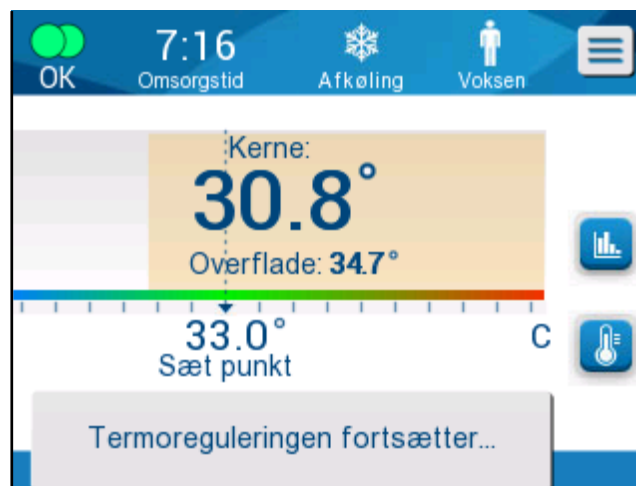 OK
7:16
Omsorgstid
Afkøling
Voksen
Kerne:
30.8°
Overflade: 34.7°
33.0°
C
Sæt punkt
Termoreguleringen fortsætter...